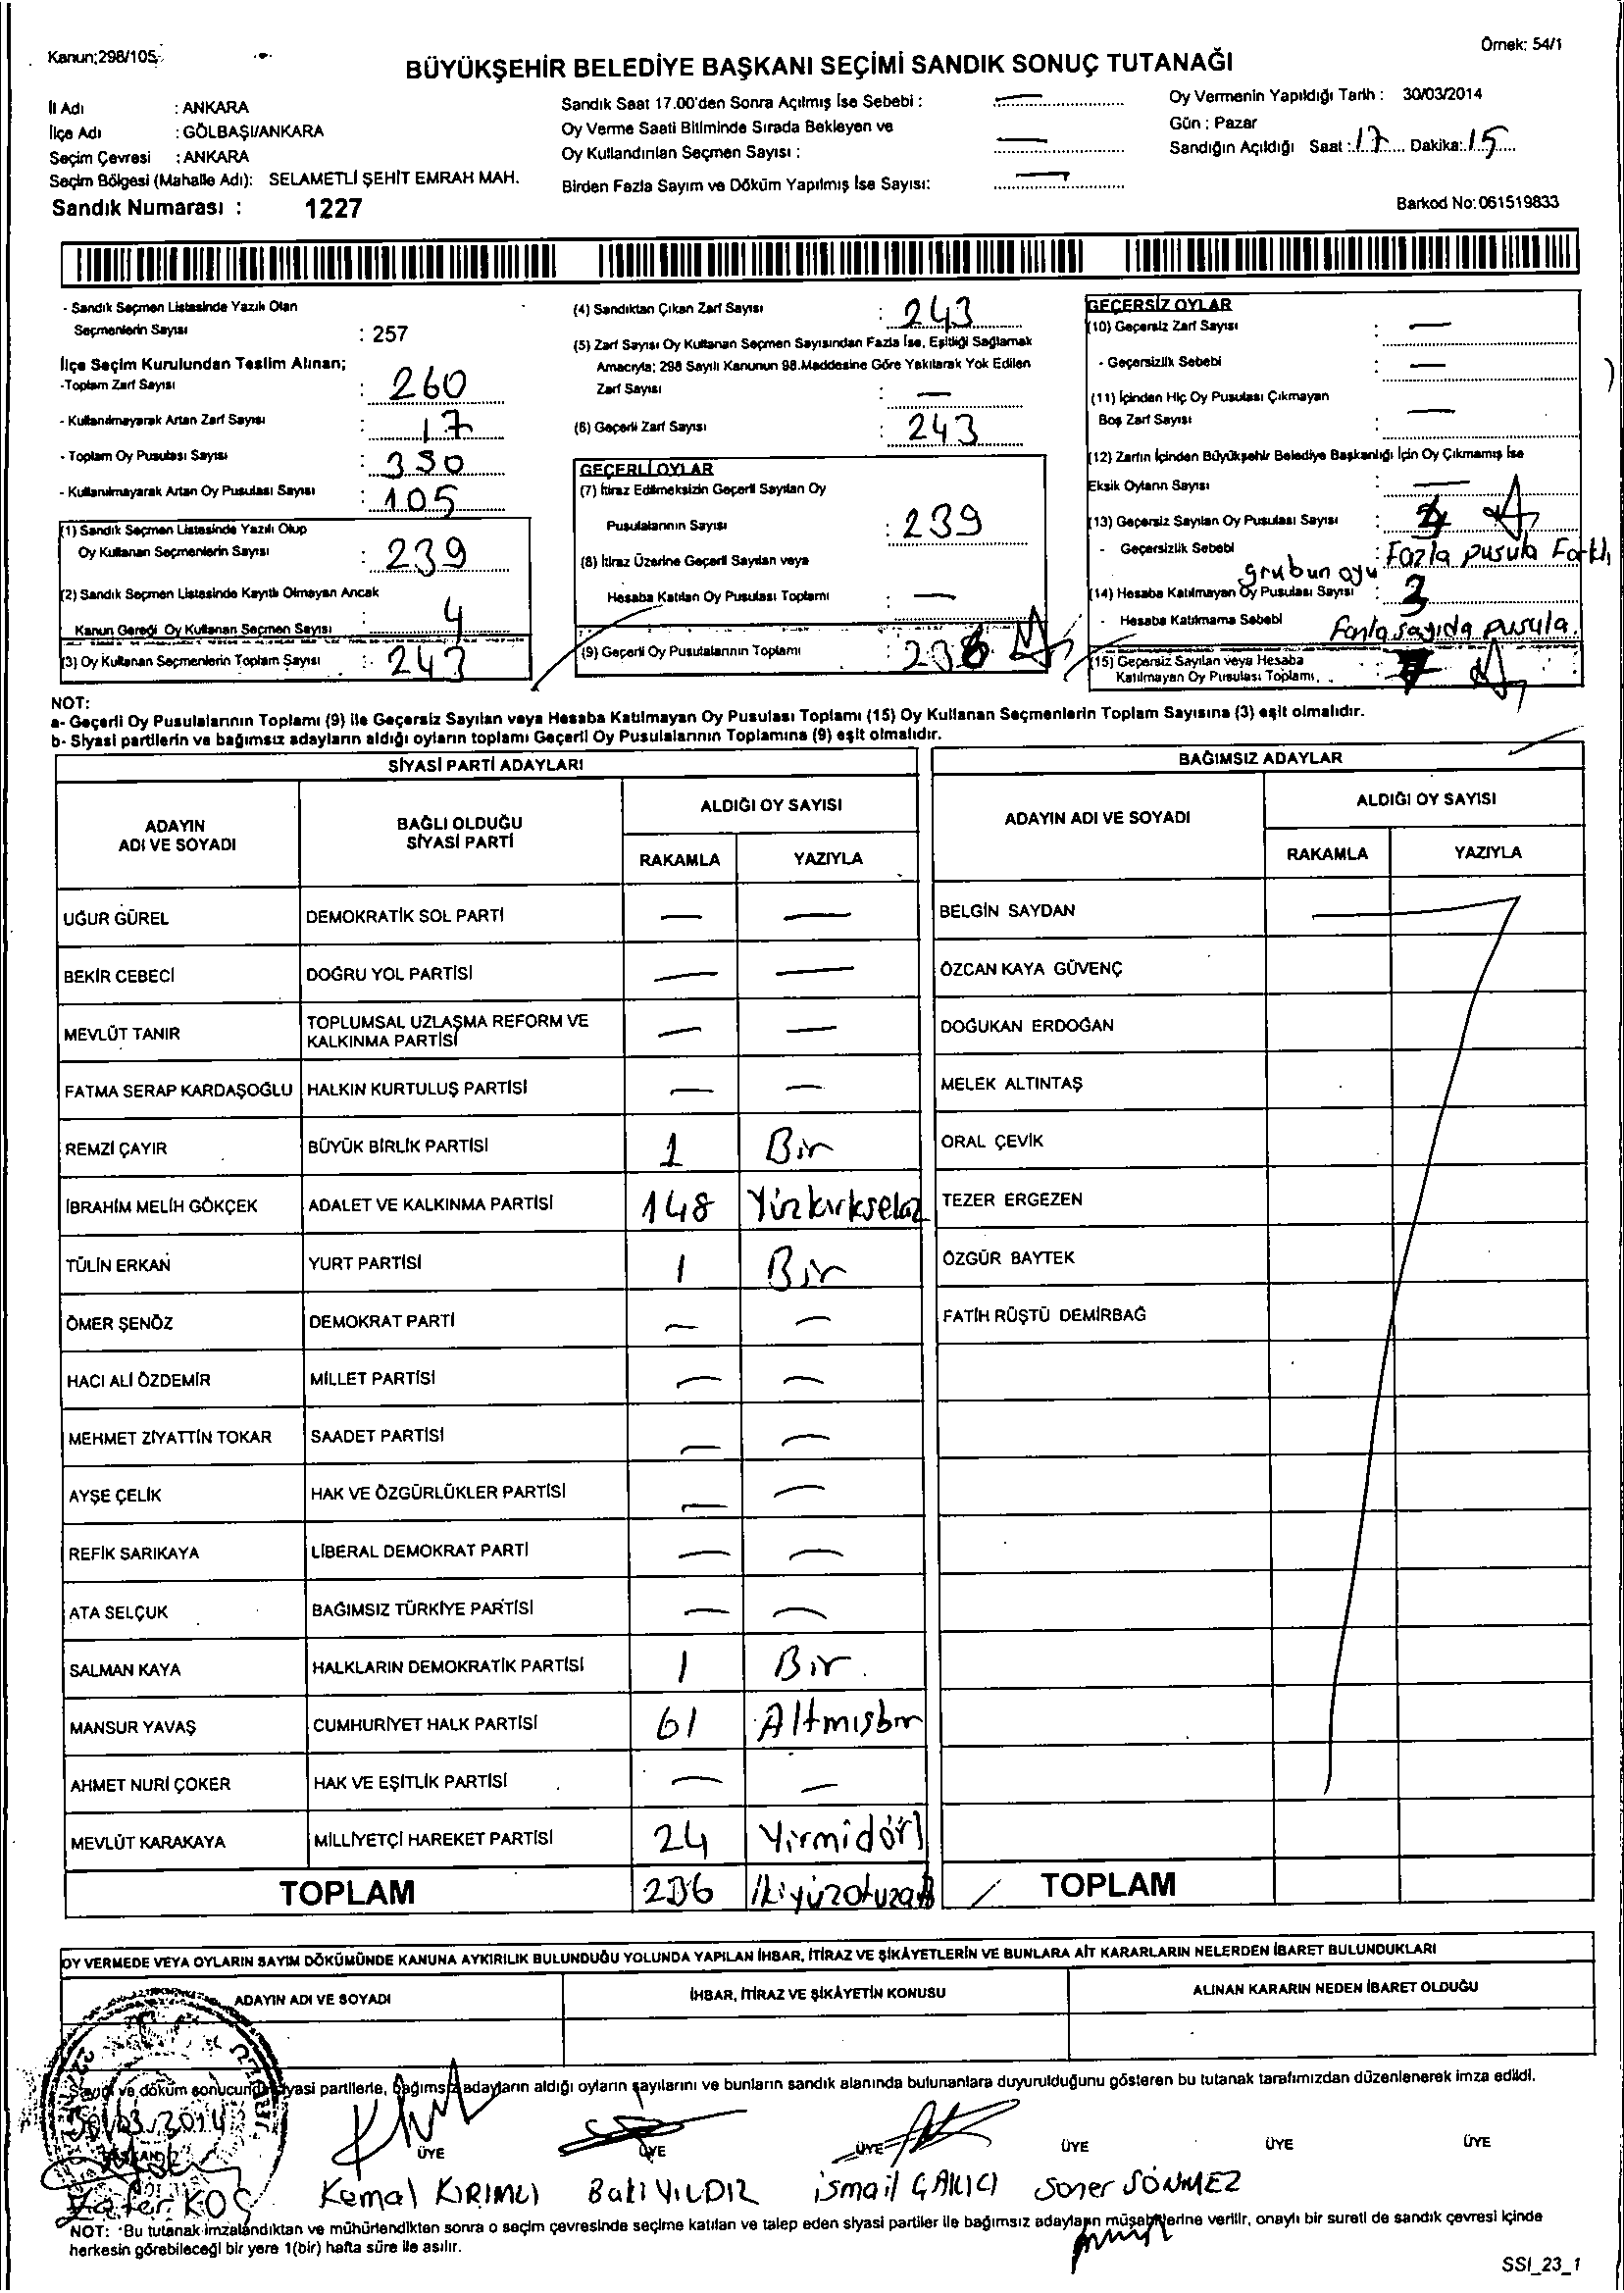 Kanun;298/105
Örnek: 54/1
BÜYÜKŞEHİR BELEDİYE BAŞKANI SEÇİMİ SANDIK SONUÇ TUTANAĞI
İl Adı : ANKARA
İlçe Adı : GÖLBAŞI/ANKARA
Seçim Çevresi : ANKARA
Seçim Bölgesi (Mahalle Adı): SELAMETLİ ŞEHİT EMRAH MAH.
Sandık Numarası : 1227
Sandık Saat 17.00'den Sonra Açılmış İse Sebebi : —
Oy Verme Saati Bitiminde Sırada Bekleyen ve
Oy Kullandırılan Seçmen Sayısı : —
Birden Fazla Sayım ve Döküm Yapılmış İse Sayısı: —
Oy Vermenin Yapıldığı Tarih : 30/03/2014
Gün : Pazar
Sandığın Açıldığı Saat : 17 Dakika: 15
Barkod No: 061519833
- Sandık Seçmen Listesinde Yazılı Olan
Seçmenlerin Sayısı : 257
İlçe Seçim Kurulundan Teslim Alınan;
-Toplam Zarf Sayısı : 260
- Kullanılmayarak Artan Zarf Sayısı : 17
- Toplam Oy Pusulası Sayısı : 350
- Kullanılmayarak Artan Oy Pusulası Sayısı : 105
(1) Sandık Seçmen Listesinde Yazılı Olup
Oy Kullanan Seçmenlerin Sayısı : 239
(2) Sandık Seçmen Listesinde Kayıtlı Olmayan Ancak
Kanun Gereği Oy Kullanan Seçmen Sayısı 4
(3) Oy Kullanan Seçmenlerin Toplam Sayısı : 243
(4) Sandıktan Çıkan Zarf Sayısı : 243
(5) Zarf Sayısı Oy Kullanan Seçmen Sayısından Fazla İse, Eşitliği Sağlamak
Amacıyla; 298 Sayılı Kanunun 98.Maddesine Göre Yakılarak Yok Edilen
Zarf Sayısı : —
(6) Geçerli Zarf Sayısı : 243
GEÇERLİ OYLAR
(7) İtiraz Edilmeksizin Geçerli Sayılan Oy
Pusulalarının Sayısı : 239
(8) İtiraz Üzerine Geçerli Sayılan veya
Hesaba Katılan Oy Pusulası Toplamı : —
(9) Geçerli Oy Pusulalarının Toplamı : 236
GEÇERSİZ OYLAR
(10) Geçersiz Zarf Sayısı : —
- Geçersizlik Sebebi : —
(11) İçinden Hiç Oy Pusulası Çıkmayan
Boş Zarf Sayısı : —
(12) Zarfın İçinden Büyükşehir Belediye Başkanlığı İçin Oy Çıkmamış İse
Eksik Oyların Sayısı : —
(13) Geçersiz Sayılan Oy Pusulası Sayısı :
- Geçersizlik Sebebi : Fazla pusula Farklı
grubun oyu
(14) Hesaba Katılmayan Oy Pusulası Sayısı : 3
- Hesaba Katılmama Sebebi Fazla sayıda pusula.
(15) Geçersiz Sayılan veya Hesaba
Katılmayan Oy Pusulası Toplamı : 7
NOT:
a- Geçerli Oy Pusulalarının Toplamı (9) ile Geçersiz Sayılan veya Hesaba Katılmayan Oy Pusulası Toplamı (15) Oy Kullanan Seçmenlerin Toplam Sayısına (3) eşit olmalıdır.
b- Siyasi partilerin ve bağımsız adayların aldığı oyların toplamı Geçerli Oy Pusulalarının Toplamına (9) eşit olmalıdır.
SİYASİ PARTİ ADAYLARI
ADAYIN ADI VE SOYADI BAĞLI OLDUĞU SİYASİ PARTİ ALDIĞI OY SAYISI
RAKAMLA YAZIYLA
UĞUR GÜREL DEMOKRATİK SOL PARTİ — —
BEKİR CEBECİ DOĞRU YOL PARTİSİ — —
MEVLÜT TANIR TOPLUMSAL UZLAŞMA REFORM VE KALKINMA PARTİSİ — —
FATMA SERAP KARDAŞOĞLU HALKIN KURTULUŞ PARTİSİ — —
REMZİ ÇAYIR BÜYÜK BİRLİK PARTİSİ 1 Bir
İBRAHİM MELİH GÖKÇEK ADALET VE KALKINMA PARTİSİ 148 Yüzkırksekiz
TÜLİN ERKAN YURT PARTİSİ 1 Bir
ÖMER ŞENÖZ DEMOKRAT PARTİ — —
HACI ALİ ÖZDEMİR MİLLET PARTİSİ — —
MEHMET ZİYATTİN TOKAR SAADET PARTİSİ — —
AYŞE ÇELİK HAK VE ÖZGÜRLÜKLER PARTİSİ — —
REFİK SARIKAYA LİBERAL DEMOKRAT PARTİ — —
ATA SELÇUK BAĞIMSIZ TÜRKİYE PARTİSİ — —
SALMAN KAYA HALKLARIN DEMOKRATİK PARTİSİ 1 Bir
MANSUR YAVAŞ CUMHURİYET HALK PARTİSİ 61 Altmışbir
AHMET NURİ ÇOKER HAK VE EŞİTLİK PARTİSİ — —
MEVLÜT KARAKAYA MİLLİYETÇİ HAREKET PARTİSİ 24 Yirmidört
TOPLAM 236 İkiyüzotuzaltı
BAĞIMSIZ ADAYLAR
ADAYIN ADI VE SOYADI ALDIĞI OY SAYISI
RAKAMLA YAZIYLA
BELGİN SAYDAN
ÖZCAN KAYA GÜVENÇ
DOĞUKAN ERDOĞAN
MELEK ALTINTAŞ
ORAL ÇEVİK
TEZER ERGEZEN
ÖZGÜR BAYTEK
FATİH RÜŞTÜ DEMİRBAĞ
TOPLAM
OY VERMEDE VEYA OYLARIN SAYIM DÖKÜMÜNDE KANUNA AYKIRILIK BULUNDUĞU YOLUNDA YAPILAN İHBAR, İTİRAZ VE ŞİKÂYETLERİN VE BUNLARA AİT KARARLARIN NELERDEN İBARET BULUNDUKLARI
ADAYIN ADI VE SOYADI İHBAR, İTİRAZ VE ŞİKÂYETİN KONUSU ALINAN KARARIN NEDEN İBARET OLDUĞU
Sayım ve döküm sonucunda siyasi partilerle, bağımsız adayların aldığı oyların sayılarını ve bunların sandık alanında bulunanlara duyurulduğunu gösteren bu tutanak tarafımızdan düzenlenerek imza edildi.
30/03/2014
BAŞKAN ÜYE ÜYE ÜYE ÜYE ÜYE ÜYE
Zafer KOÇ Kemal KIRIMLI Baki YILDIZ ismail ÇAKICI Soner SÖNMEZ
NOT: Bu tutanak imzalandıktan ve mühürlendikten sonra o seçim çevresinde seçime katılan ve talep eden siyasi partiler ile bağımsız adayların müşahitlerine verilir, onaylı bir sureti de sandık çevresi içinde
herkesin görebileceği bir yere 1(bir) hafta süre ile asılır.
SSI_23_1